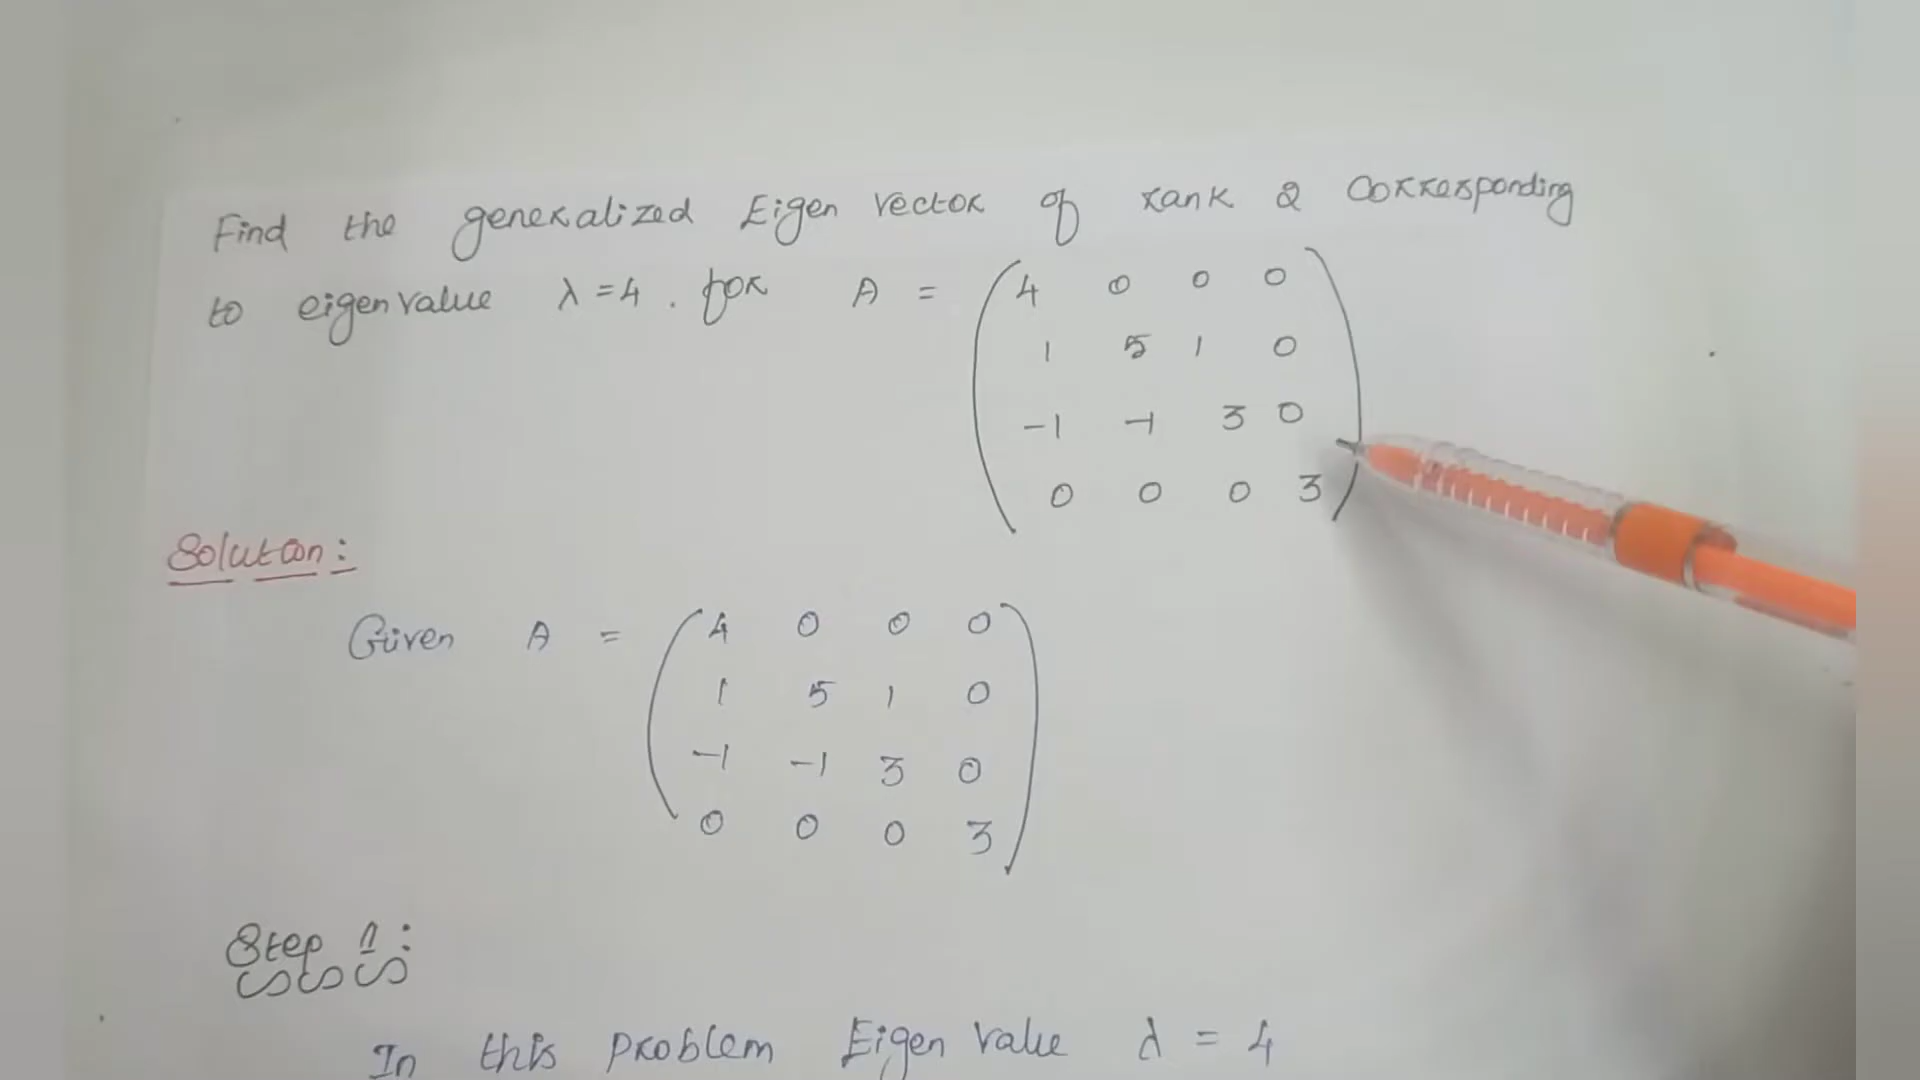 Find the generalized Eigen vector of rank 2 Corresponding
to eigen value λ = 4 . for A =
4 0 0 0
1 5 1 0
-1 -1 3 0
0 0 0 3
Solution:
Given A =
4 0 0 0
1 5 1 0
-1 -1 3 0
0 0 0 3
Step 1:
In this problem Eigen value λ = 4